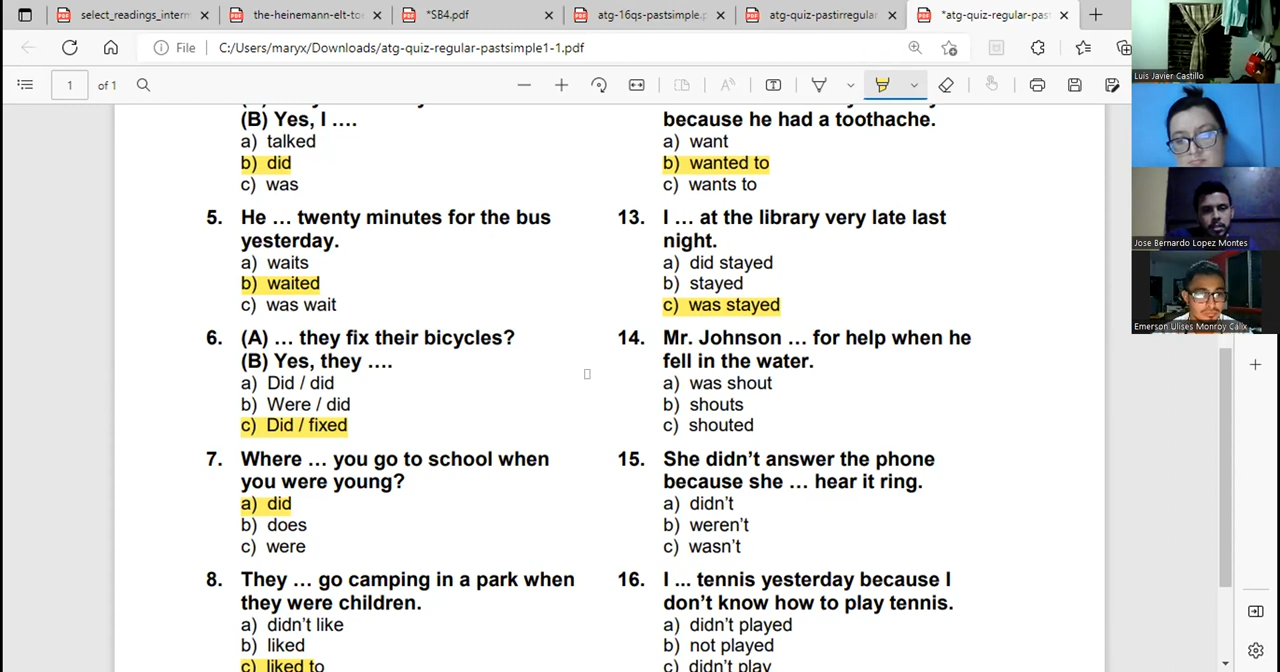 select_readings_interm
the-heinemann-elt-to
*SB4.pdf
atg-16qs-pastsimple.p
atg-quiz-pastirregular
*atg-quiz-regular-past
File
C:/Users/maryx/Downloads/atg-quiz-regular-pastsimple1-1.pdf
1 of 1
(B) Yes, I ….
a) talked
b) did
c) was
5. He … twenty minutes for the bus
yesterday.
a) waits
b) waited
c) was wait
6. (A) … they fix their bicycles?
(B) Yes, they ….
a) Did / did
b) Were / did
c) Did / fixed
7. Where … you go to school when
you were young?
a) did
b) does
c) were
8. They … go camping in a park when
they were children.
a) didn’t like
b) liked
c) liked to
because he had a toothache.
a) want
b) wanted to
c) wants to
13. I … at the library very late last
night.
a) did stayed
b) stayed
c) was stayed
14. Mr. Johnson … for help when he
fell in the water.
a) was shout
b) shouts
c) shouted
15. She didn’t answer the phone
because she … hear it ring.
a) didn’t
b) weren’t
c) wasn’t
16. I ... tennis yesterday because I
don’t know how to play tennis.
a) didn’t played
b) not played
c) didn’t play
Luis Javier Castillo
Jose Bernardo Lopez Montes
Emerson Ulises Monroy Calix